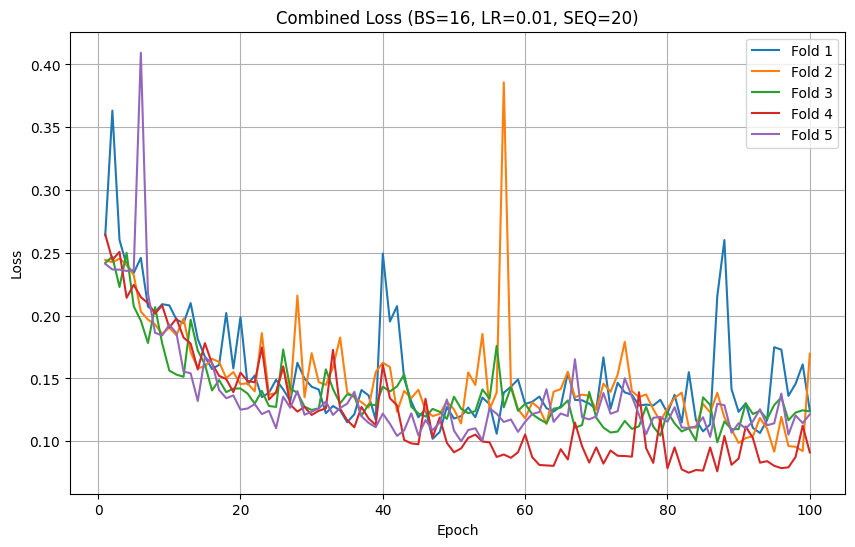 Combined Loss (BS=16, LR=0.01, SEQ=20)
Loss
0.40
0.35
0.30
0.25
0.20
0.15
0.10
Fold 1
Fold 2
Fold 3
Fold 4
Fold 5
0
20
40
60
80
100
Epoch